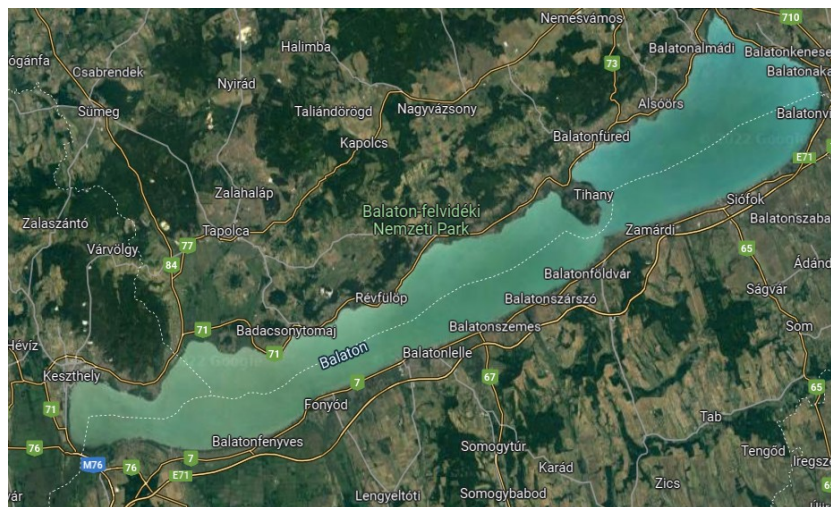 Nemesvámos
710
Balatonalmádi
Balatonkenese
Halimba
ógánfa
Csabrendek
73
Balatonaka
Nyirád
Alsóörs
Sümeg
Taliándörögd
Nagyvázsony
Balatonvi
Balatonfüred
Kapolcs
E71
Zalahaláp
Tihany
Siófok
Balaton-felvidéki
Nemzeti Park
Zalaszántó
Tapolca
Zamárdi
Balatonszaba
77
Várvölgy
65
84
Ádánd
Balatonföldvár
Ságvár
Révfülöp
Balatonszárszó
71
Badacsonytomaj
Balatonszemes
Som
Hévíz
71
Balaton
Balatonlelle
Keszthely
7
67
65
71
Fonyód
Tab
Balatonfenyves
76
Somogytúr
Tengőd
7
Iregsze
M76
76
Karád
E71
Zics
vár
Lengyeltóti
Somogybabod